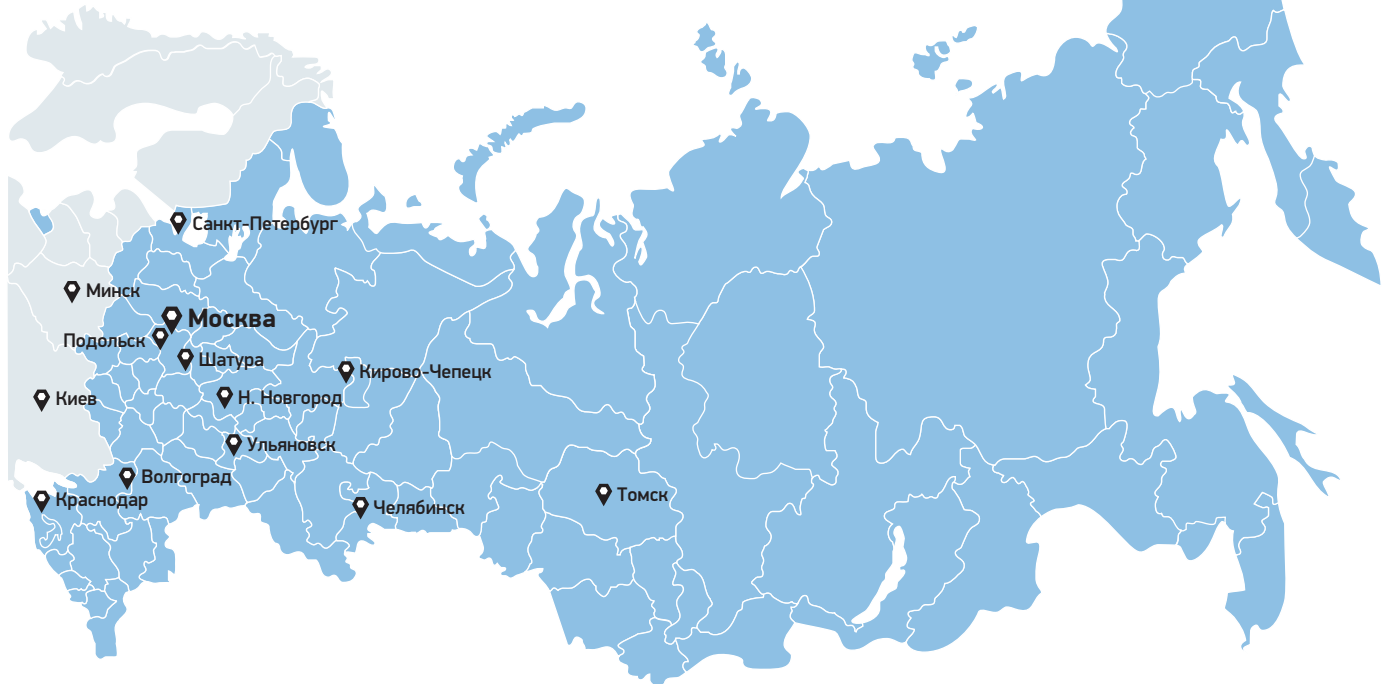 Санкт-Петербург
Минск
Москва
Подольск
Шатура
Кирово-Чепецк
Киев
Н. Новгород
Ульяновск
Волгоград
Томск
Краснодар
Челябинск